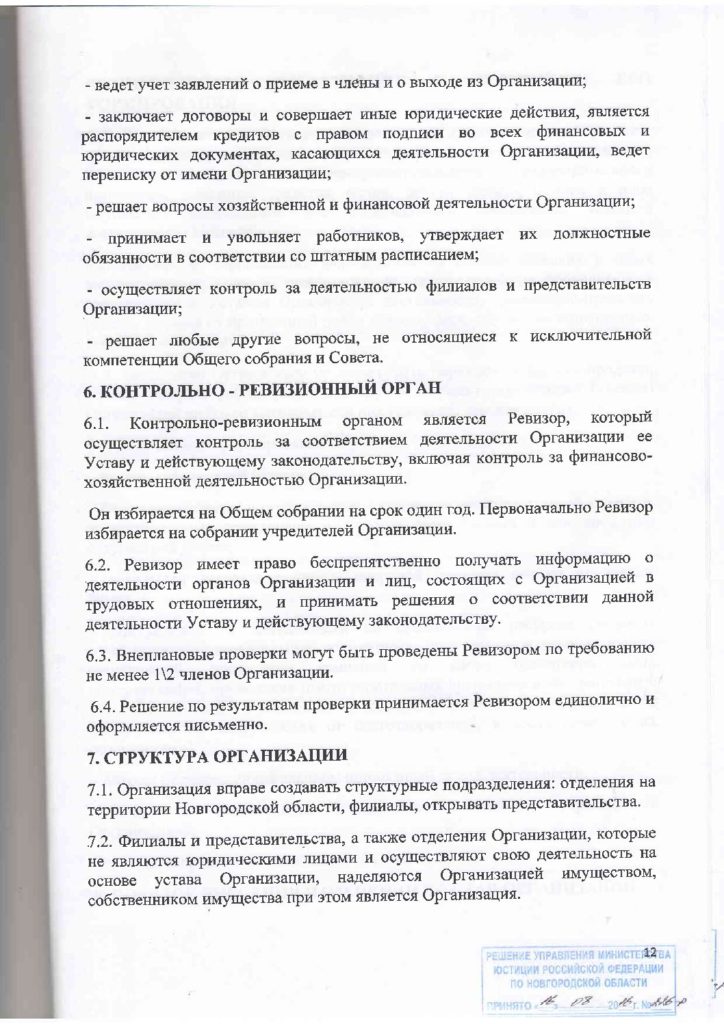 - ведет учет заявлений о приеме в члены и о выходе из Организации;
- заключает договоры и совершает иные юридические действия, является
распорядителем кредитов с правом подписи во всех финансовых и
юридических документах, касающихся деятельности Организации, ведет
переписку от имени Организации;
- решает вопросы хозяйственной и финансовой деятельности Организации;
- принимает и увольняет работников, утверждает их должностные
обязанности в соответствии со штатным расписанием;
- осуществляет контроль за деятельностью филиалов и представительств
Организации;
- решает любые другие вопросы, не относящиеся к исключительной
компетенции Общего собрания и Совета.
6. КОНТРОЛЬНО - РЕВИЗИОННЫЙ ОРГАН
6.1. Контрольно-ревизионным органом является Ревизор, который
осуществляет контроль за соответствием деятельности Организации ее
Уставу и действующему законодательству, включая контроль за финансово-
хозяйственной деятельностью Организации.
Он избирается на Общем собрании на срок один год. Первоначально Ревизор
избирается на собрании учредителей Организации.
6.2. Ревизор имеет право беспрепятственно получать информацию о
деятельности органов Организации и лиц, состоящих с Организацией в
трудовых отношениях, и принимать решения о соответствии данной
деятельности Уставу и действующему законодательству.
6.3. Внеплановые проверки могут быть проведены Ревизором по требованию
не менее 1\2 членов Организации.
6.4. Решение по результатам проверки принимается Ревизором единолично и
оформляется письменно.
7. СТРУКТУРА ОРГАНИЗАЦИИ
7.1. Организация вправе создавать структурные подразделения: отделения на
территории Новгородской области, филиалы, открывать представительства.
7.2. Филиалы и представительства, а также отделения Организации, которые
не являются юридическими лицами и осуществляют свою деятельность на
основе устава Организации, наделяются Организацией имуществом,
собственником имущества при этом является Организация.
12
РЕШЕНИЕ УПРАВЛЕНИЯ МИНИСТЕРСТВА
ЮСТИЦИИ РОССИЙСКОЙ ФЕДЕРАЦИИ
ПО НОВГОРОДСКОЙ ОБЛАСТИ
ПРИНЯТО « 16 » 08 2016 г. №